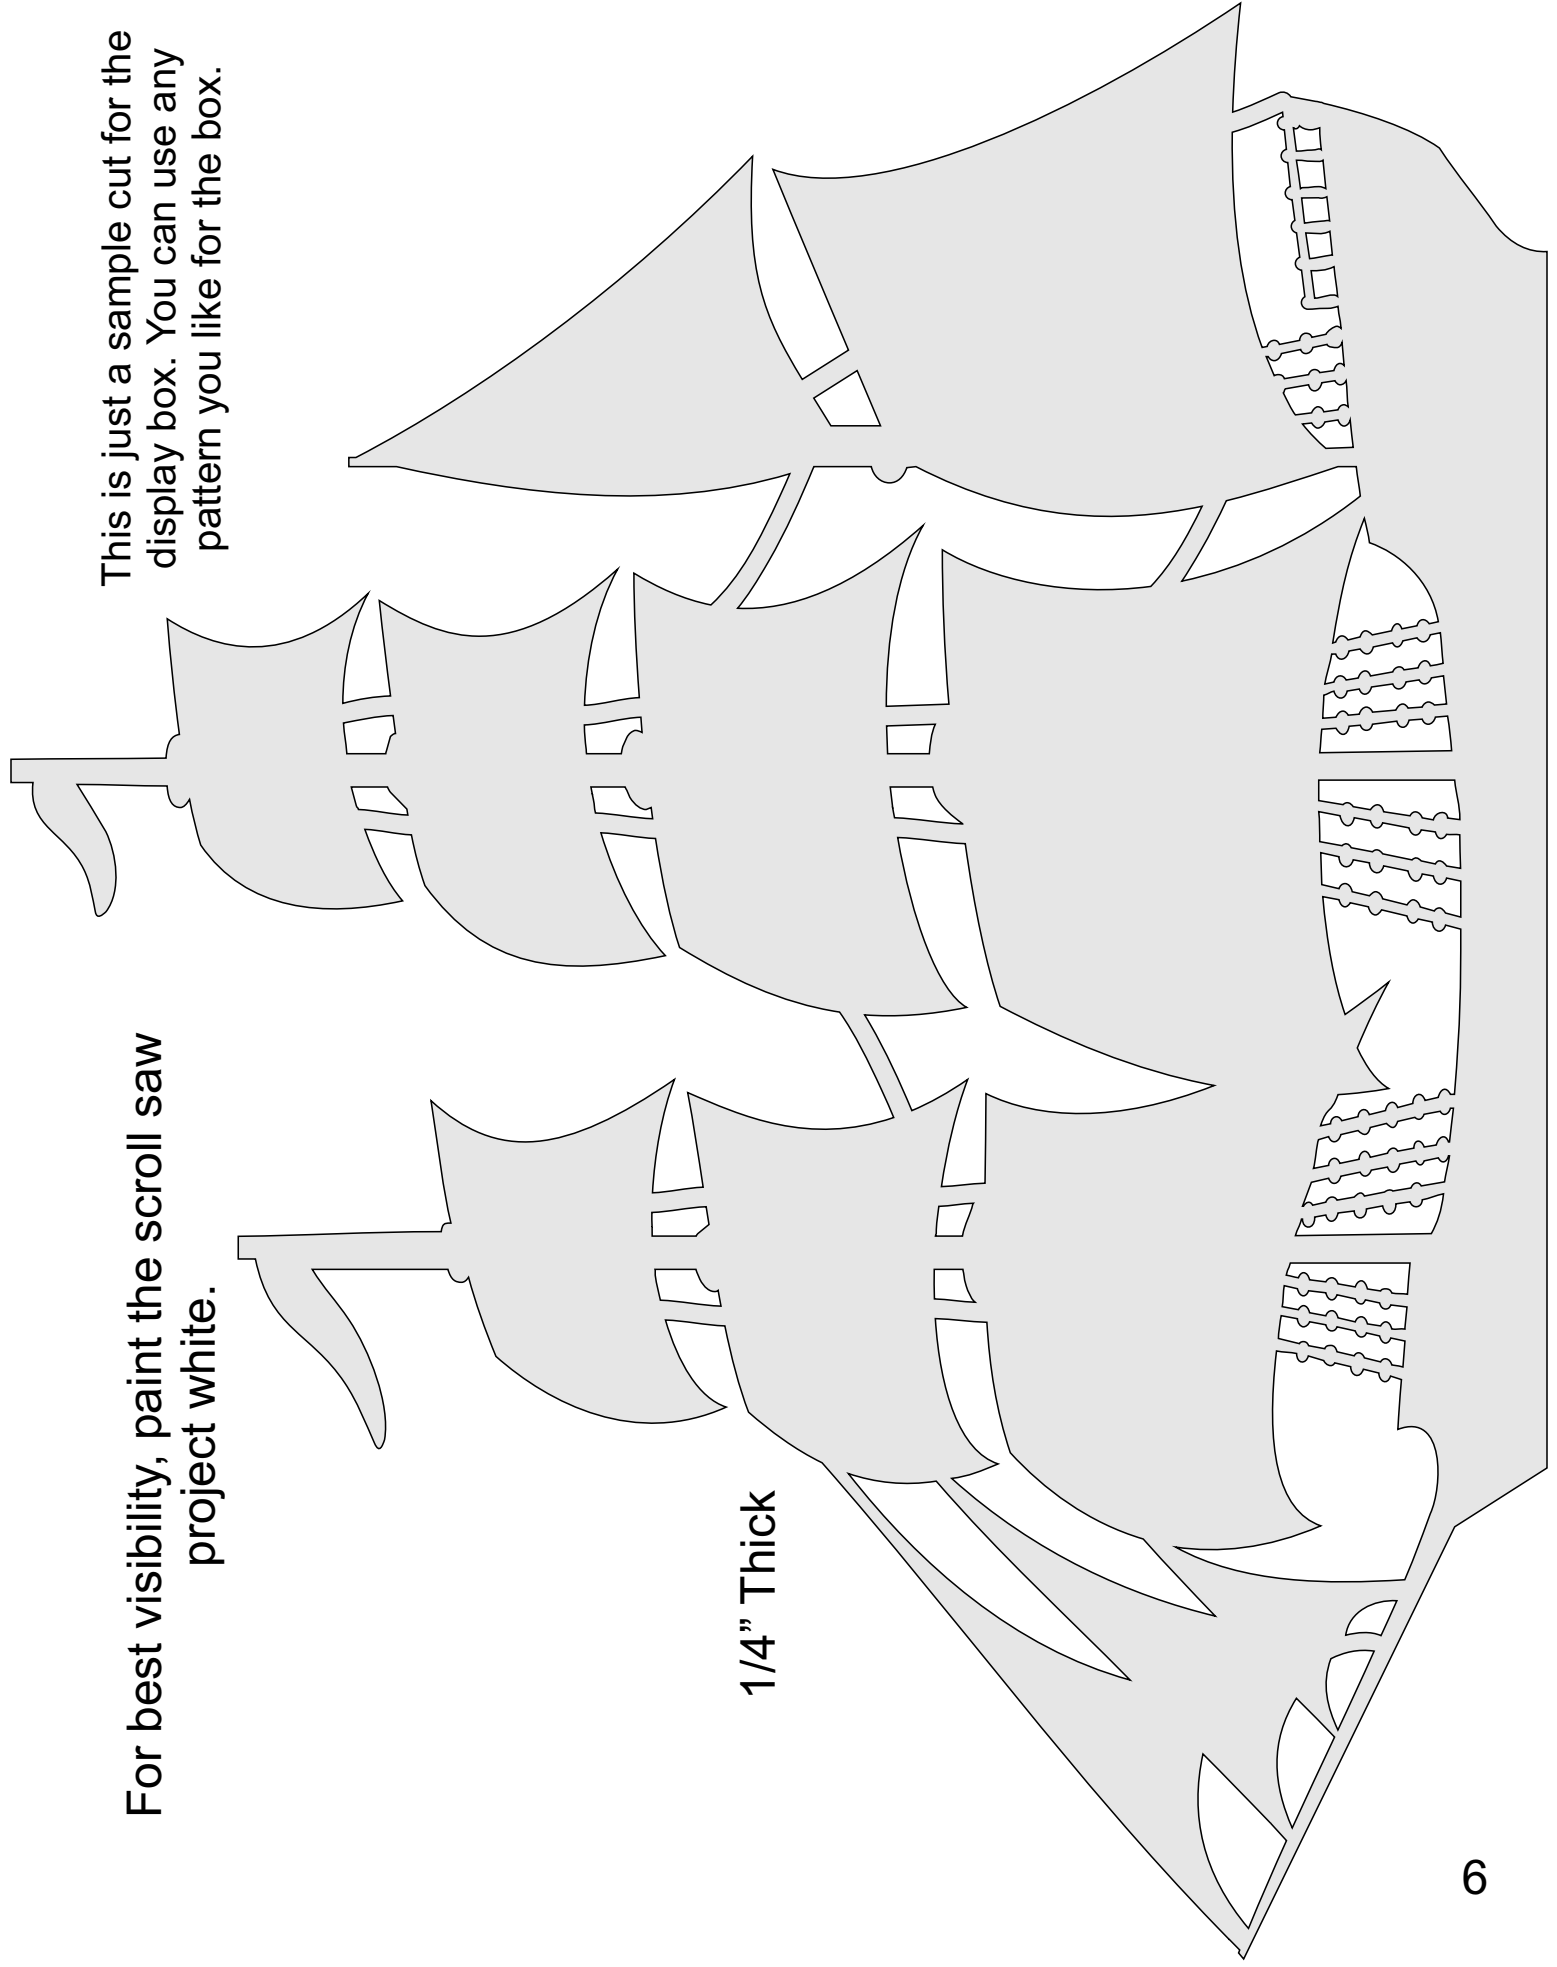 For best visibility, paint the scroll saw
project white.
This is just a sample cut for the
display box. You can use any
pattern you like for the box.
1/4” Thick
6